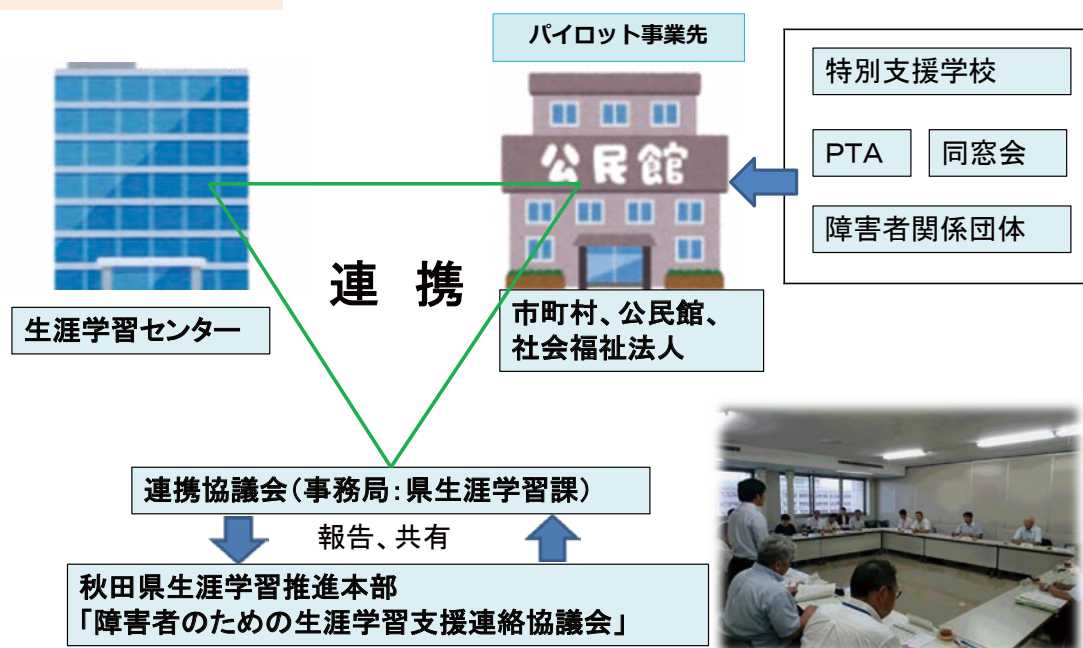 パイロット事業先
公民館
特別支援学校
PTA
同窓会
障害者関係団体
連 携
生涯学習センター
市町村、公民館、
社会福祉法人
連携協議会(事務局:県生涯学習課)
報告、共有
秋田県生涯学習推進本部
「障害者のための生涯学習支援連絡協議会」